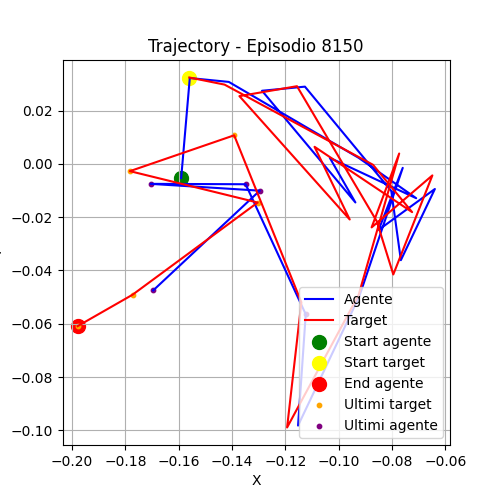 Trajectory - Episodio 8150
0.02
0.00
−0.02
−0.04
−0.06
−0.08
−0.10
Agente
Target
Start agente
Start target
End agente
Ultimi target
Ultimi agente
−0.20 −0.18 −0.16 −0.14 −0.12 −0.10 −0.08 −0.06
X